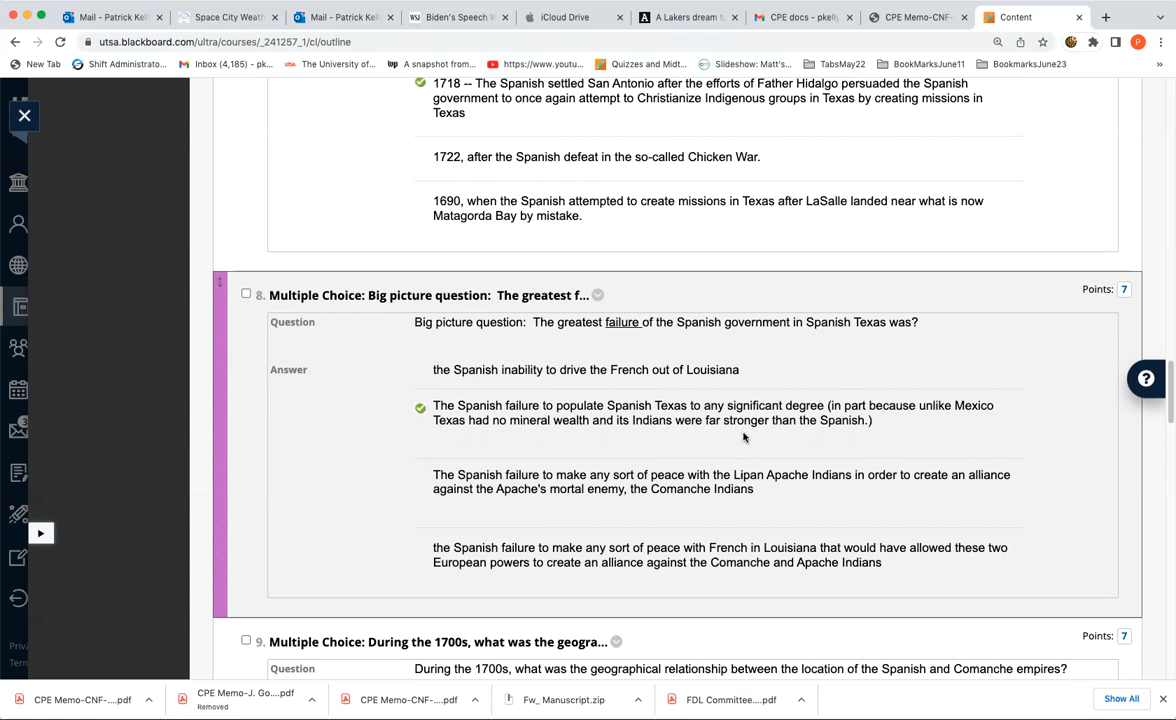 Mail - Patrick Kell
Space City Weath
Mail - Patrick Kell
Biden's Speech W
iCloud Drive
A Lakers dream t
CPE docs - pkelly
CPE Memo-CNF-
Content
utsa.blackboard.com/ultra/courses/_241257_1/cl/outline
New Tab
Shift Administrato...
Inbox (4,185) - pk...
The University of...
A snapshot from...
https://www.youtu...
Quizzes and Midt...
Slideshow: Matt's...
TabsMay22
BookMarksJune11
BookmarksJune23
»
1718 -- The Spanish settled San Antonio after the efforts of Father Hidalgo persuaded the Spanish
government to once again attempt to Christianize Indigenous groups in Texas by creating missions in
Texas
1722, after the Spanish defeat in the so-called Chicken War.
1690, when the Spanish attempted to create missions in Texas after LaSalle landed near what is now
Matagorda Bay by mistake.
8. Multiple Choice: Big picture question: The greatest f...
Points: 7
Question
Big picture question: The greatest failure of the Spanish government in Spanish Texas was?
Answer
the Spanish inability to drive the French out of Louisiana
The Spanish failure to populate Spanish Texas to any significant degree (in part because unlike Mexico
Texas had no mineral wealth and its Indians were far stronger than the Spanish.)
The Spanish failure to make any sort of peace with the Lipan Apache Indians in order to create an alliance
against the Apache's mortal enemy, the Comanche Indians
the Spanish failure to make any sort of peace with French in Louisiana that would have allowed these two
European powers to create an alliance against the Comanche and Apache Indians
9. Multiple Choice: During the 1700s, what was the geogra...
Points: 7
Question
During the 1700s, what was the geographical relationship between the location of the Spanish and Comanche empires?
Priva
Term
CPE Memo-CNF-....pdf
CPE Memo-J. Go....pdf
Removed
CPE Memo-CNF-....pdf
Fw_ Manuscript.zip
FDL Committee....pdf
Show All